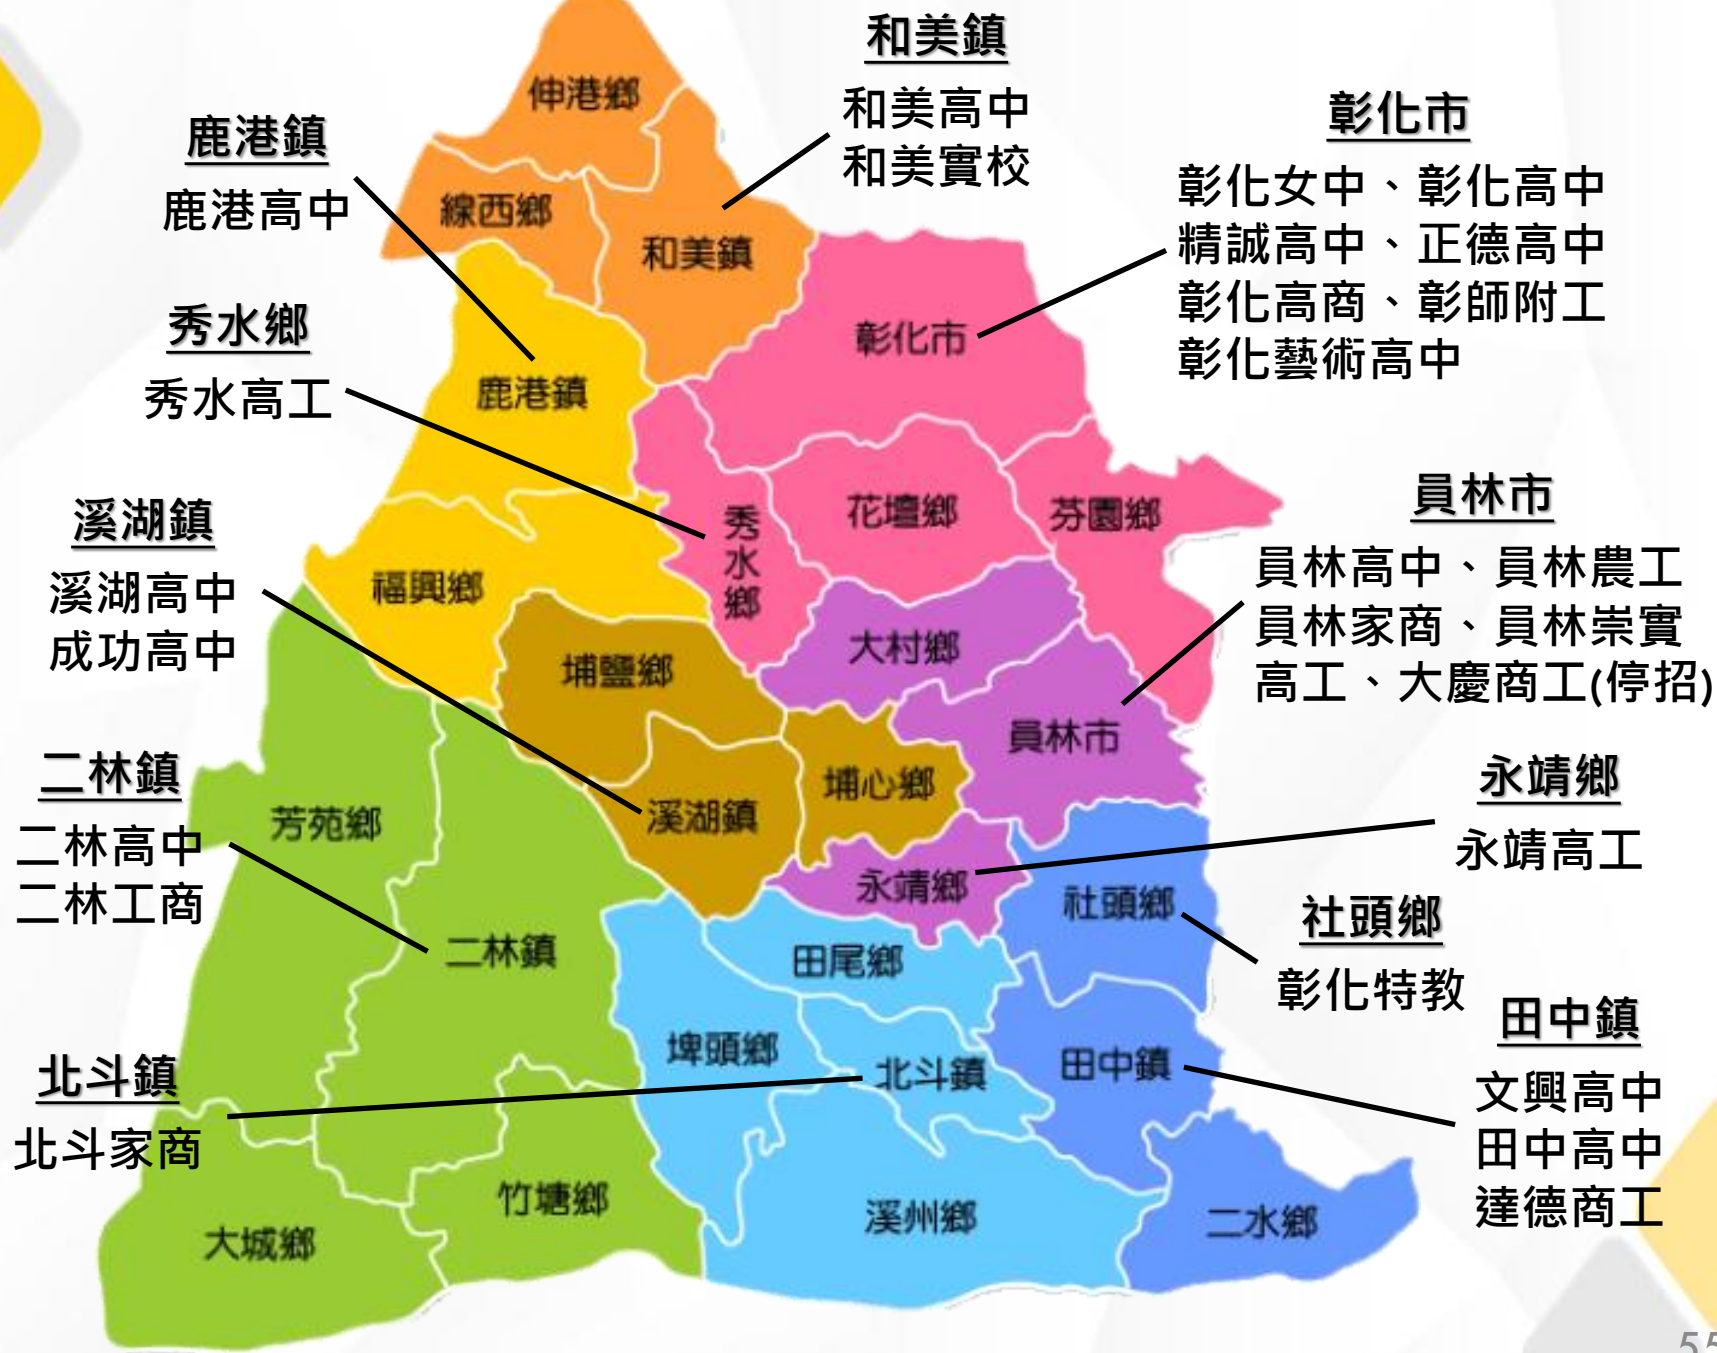 和美鎮
和美高中
和美實校
彰化市
彰化女中、彰化高中
精誠高中、正德高中
彰化高商、彰師附工
彰化藝術高中
鹿港鎮
鹿港高中
秀水鄉
秀水高工
溪湖鎮
溪湖高中
成功高中
員林市
員林高中、員林農工
員林家商、員林崇實
高工、大慶商工(停招)
二林鎮
二林高中
二林工商
永靖鄉
永靖高工
社頭鄉
彰化特教
田中鎮
文興高中
田中高中
達德商工
北斗鎮
北斗家商
伸港鄉
線西鄉
和美鎮
彰化市
鹿港鎮
秀水鄉
花壇鄉
芬園鄉
福興鄉
埔鹽鄉
大村鄉
員林市
芳苑鄉
溪湖鎮
埔心鄉
永靖鄉
社頭鄉
二林鎮
田尾鄉
埤頭鄉
北斗鎮
田中鎮
大城鄉
竹塘鄉
溪州鄉
二水鄉
55